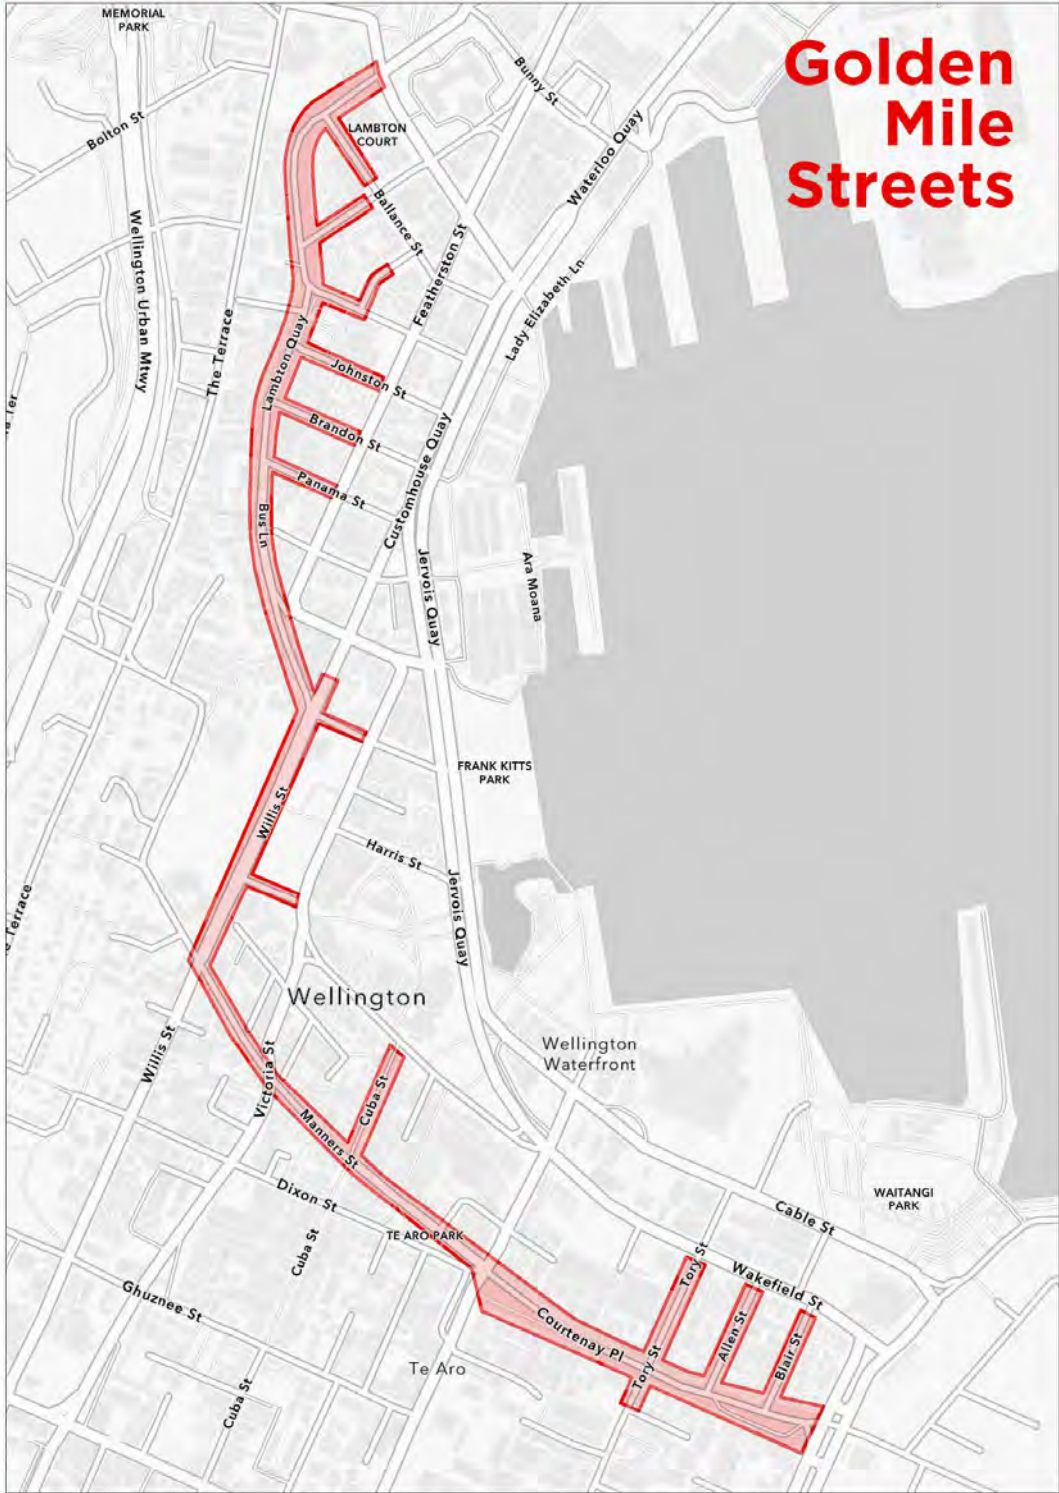 Golden
Mile
Streets
MEMORIAL
PARK
Bunny St
Bolton St
LAMBTON
COURT
Waterloo Quay
Ballance St
Wellington Urban Mtwy
Featherston St
Lady Elizabeth Ln
The Terrace
Lambton Quay
Johnston St
Brandon St
Customhouse Quay
Panama St
Bus Ln
Jervois Quay
Ara Moana
FRANK KITTS
PARK
Willis St
Harris St
Jervois Quay
Terrace
Wellington
Wellington
Waterfront
Willis St
Victoria St
Cuba St
Manners St
Dixon St
WAITANGI
PARK
Cable St
TE ARO PARK
Cuba St
Tory St
Wakefield St
Ghuznee St
Courtenay Pl
Allen St
Blair St
Tory St
Te Aro
Cuba St